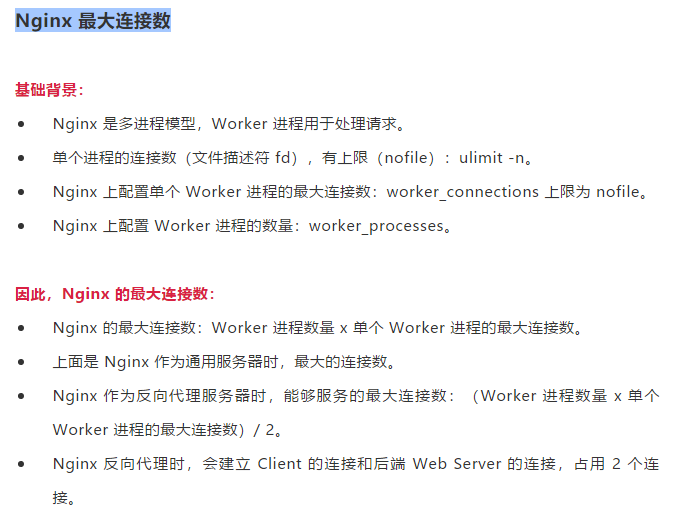 Nginx 最大连接数
基础背景：
Nginx 是多进程模型，Worker 进程用于处理请求。
单个进程的连接数（文件描述符 fd），有上限（nofile）：ulimit -n。
Nginx 上配置单个 Worker 进程的最大连接数：worker_connections 上限为 nofile。
Nginx 上配置 Worker 进程的数量：worker_processes。
因此，Nginx 的最大连接数：
Nginx 的最大连接数：Worker 进程数量 x 单个 Worker 进程的最大连接数。
上面是 Nginx 作为通用服务器时，最大的连接数。
Nginx 作为反向代理服务器时，能够服务的最大连接数：（Worker 进程数量 x 单个
Worker 进程的最大连接数）/ 2。
Nginx 反向代理时，会建立 Client 的连接和后端 Web Server 的连接，占用 2 个连
接。